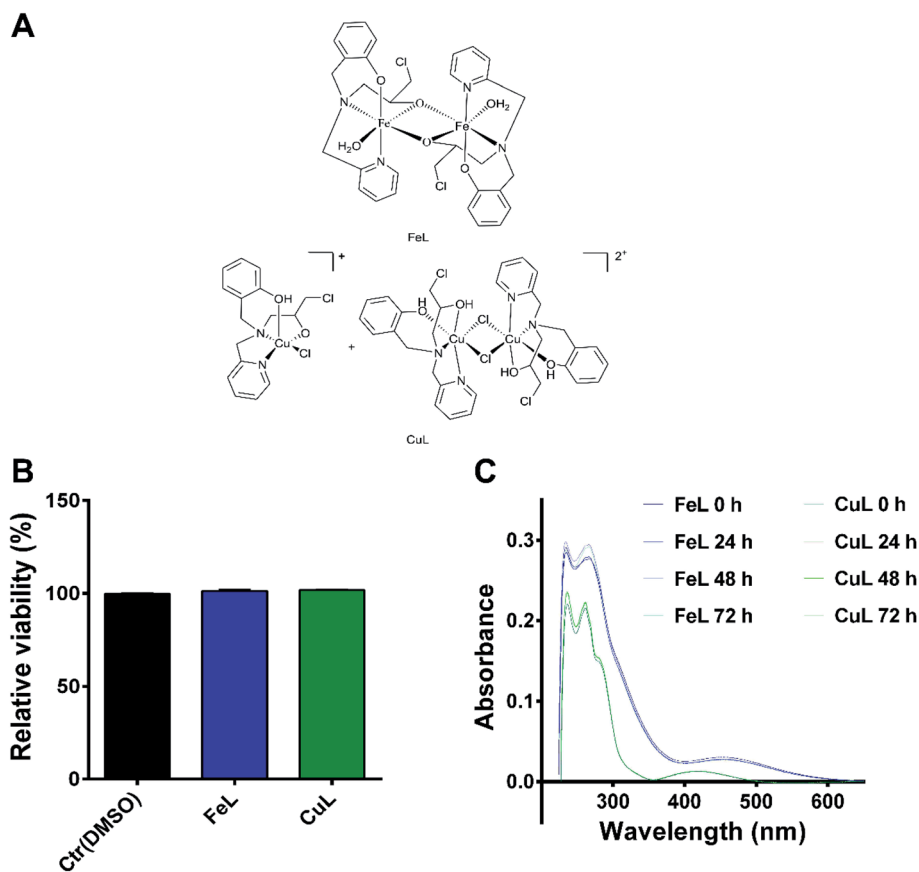 A
Cl
O
N
O
N
Fe
Fe
OH2
H2O
O
N
N
O
Cl
FeL
+
2+
OH
Cl
N
O
Cu
Cl
N
+
Cl
H
O
OH
Cl
N
N
Cu
Cu
N
Cl
N
HO
O
H
Cl
CuL
B
Relative viability (%)
150
100
50
0
Ctr(DMSO)
FeL
CuL
C
Absorbance
0.3
0.2
0.1
0.0
300
400
500
600
Wavelength (nm)
FeL 0 h
CuL 0 h
FeL 24 h
CuL 24 h
FeL 48 h
CuL 48 h
FeL 72 h
CuL 72 h